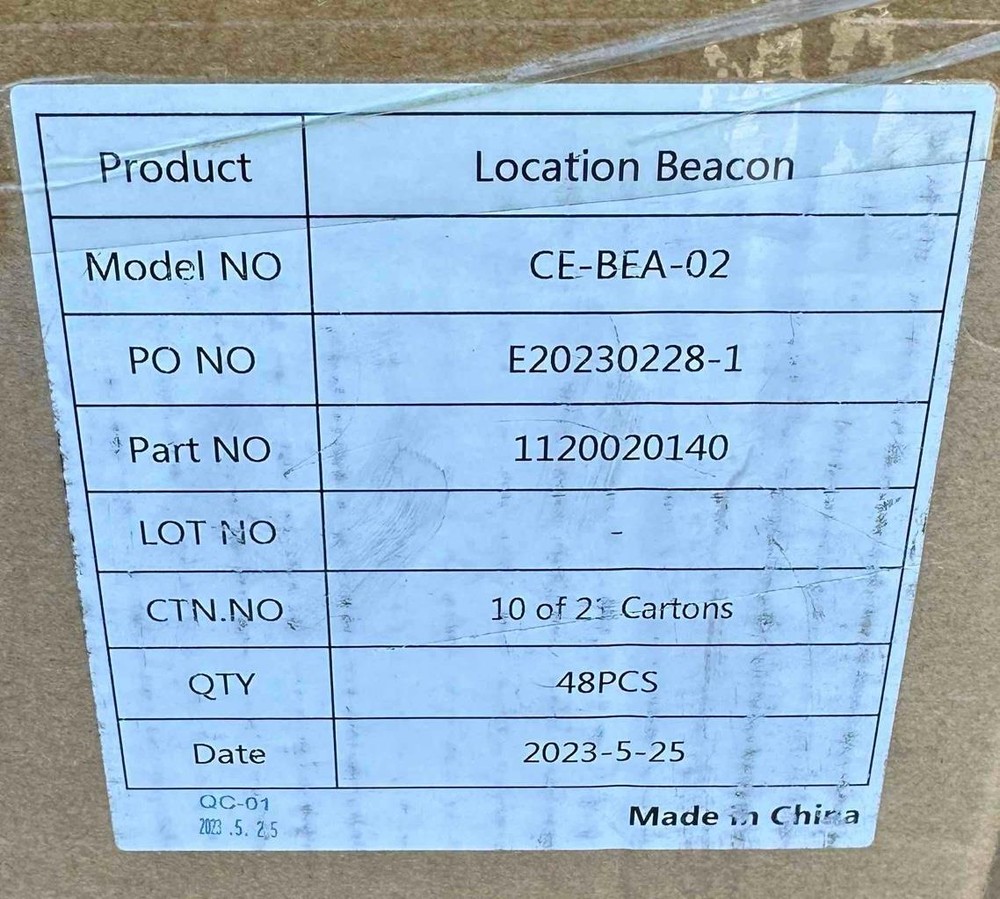 Product Location Beacon
Model NO CE-BEA-02
PO NO E20230228-1
Part NO 1120020140
LOT NO -
CTN.NO 10 of Cartons
QTY 48PCS
Date 2023-5-25
QC-01
2023.5.25
Made in China